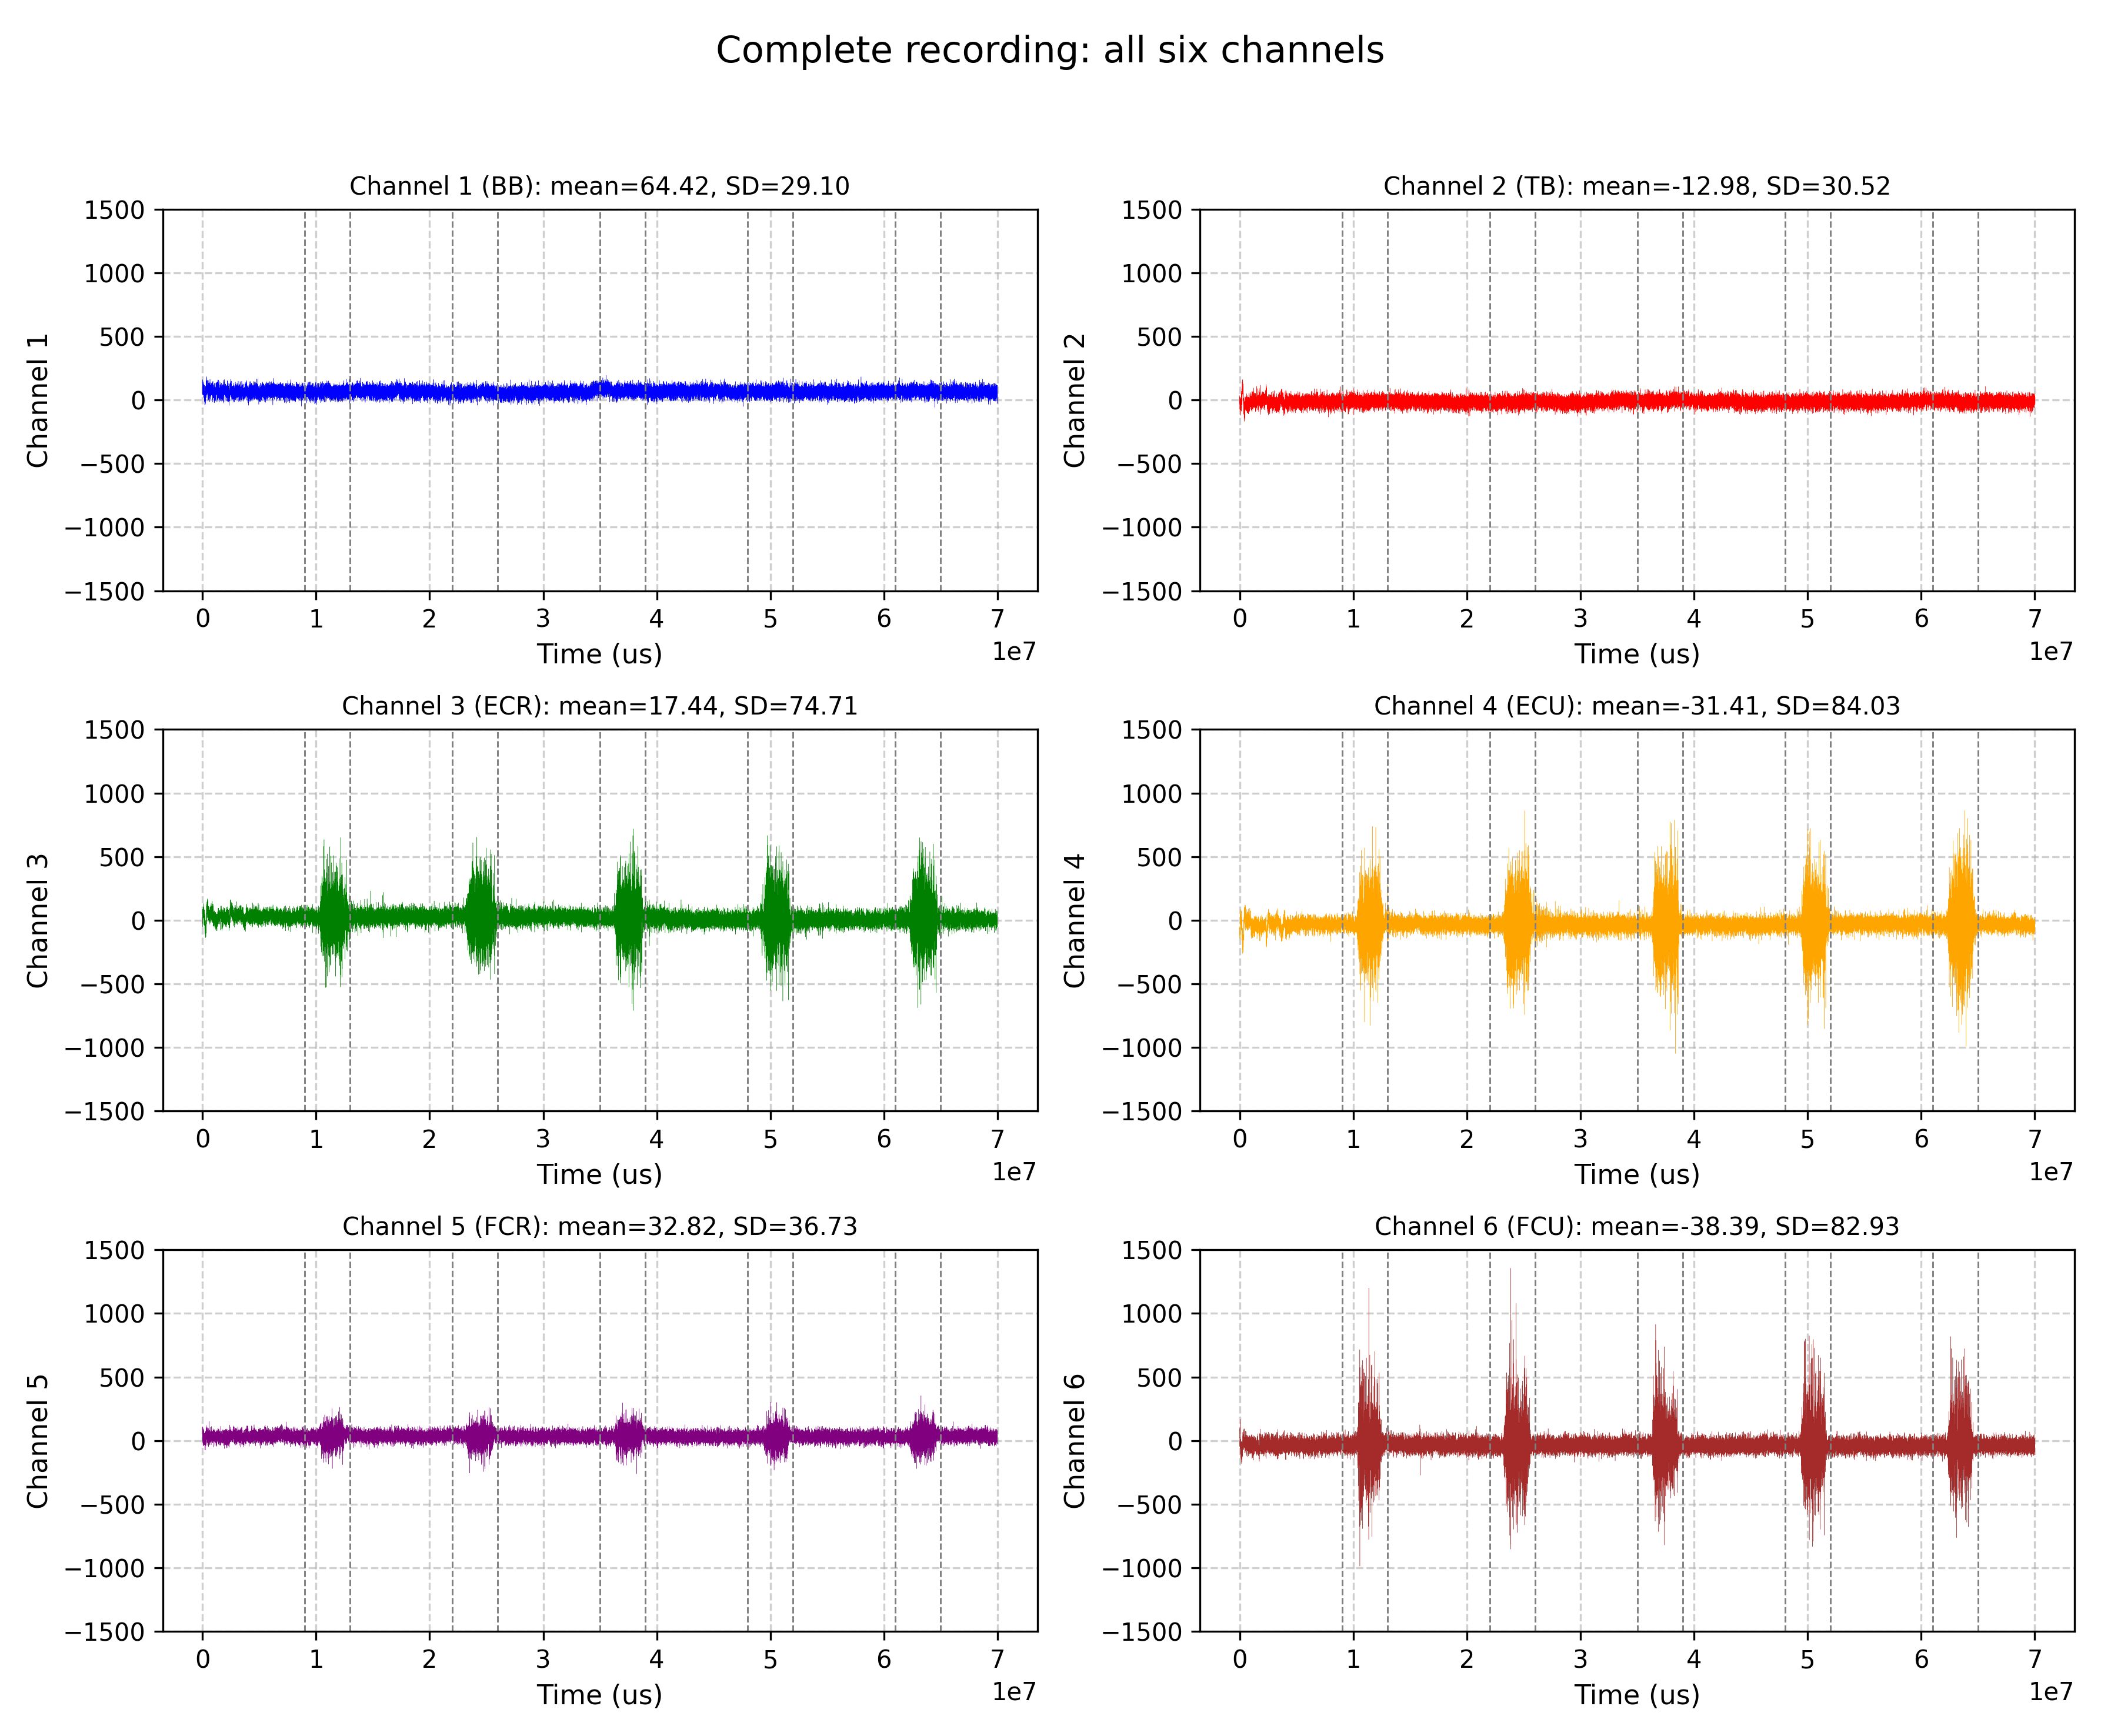 Complete recording: all six channels
Channel 1 (BB): mean=64.42, SD=29.10
1500
1000
500
0
−500
−1000
−1500
Channel 1
0 1 2 3 4 5 6 7
Time (us)
1e7
Channel 2 (TB): mean=-12.98, SD=30.52
1500
1000
500
0
−500
−1000
−1500
Channel 2
0 1 2 3 4 5 6 7
Time (us)
1e7
Channel 3 (ECR): mean=17.44, SD=74.71
1500
1000
500
0
−500
−1000
−1500
Channel 3
0 1 2 3 4 5 6 7
Time (us)
1e7
Channel 4 (ECU): mean=-31.41, SD=84.03
1500
1000
500
0
−500
−1000
−1500
Channel 4
0 1 2 3 4 5 6 7
Time (us)
1e7
Channel 5 (FCR): mean=32.82, SD=36.73
1500
1000
500
0
−500
−1000
−1500
Channel 5
0 1 2 3 4 5 6 7
Time (us)
1e7
Channel 6 (FCU): mean=-38.39, SD=82.93
1500
1000
500
0
−500
−1000
−1500
Channel 6
0 1 2 3 4 5 6 7
Time (us)
1e7